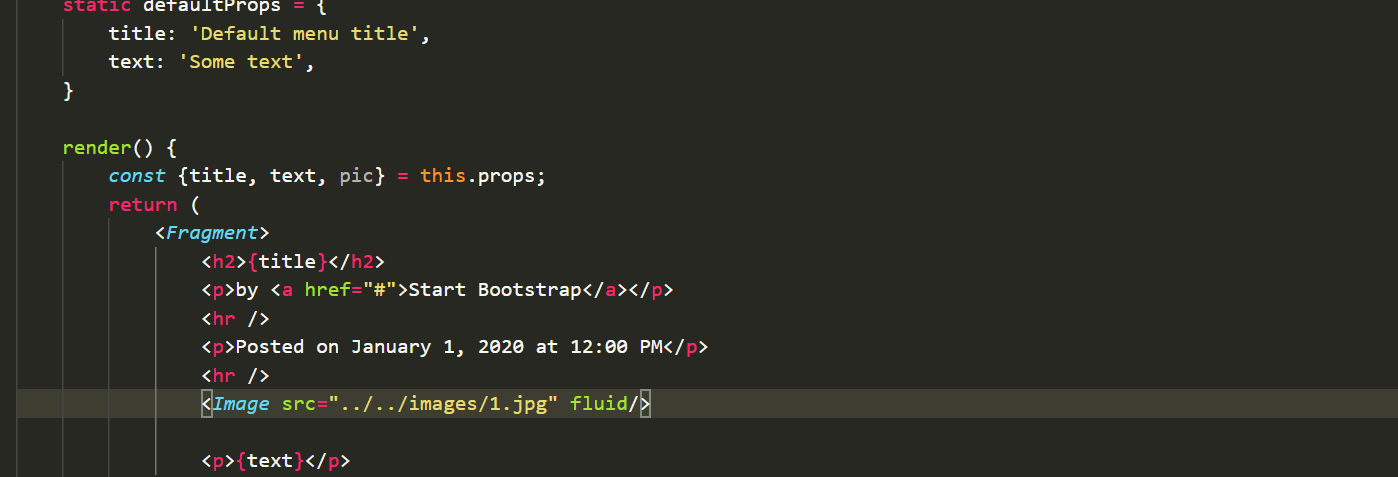 static defaultProps = {
title: 'Default menu title',
text: 'Some text',
}
render() {
const {title, text, pic} = this.props;
return (
<Fragment>
<h2>{title}</h2>
<p>by <a href="#">Start Bootstrap</a></p>
<hr />
<p>Posted on January 1, 2020 at 12:00 PM</p>
<hr />
<Image src="../../images/1.jpg" fluid/>
<p>{text}</p>